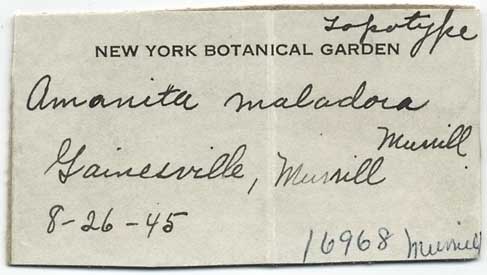 Topotype
NEW YORK BOTANICAL GARDEN
Amanita maladora
Murrill
Gainesville, Murrill
8-26-45
16968 Murrill